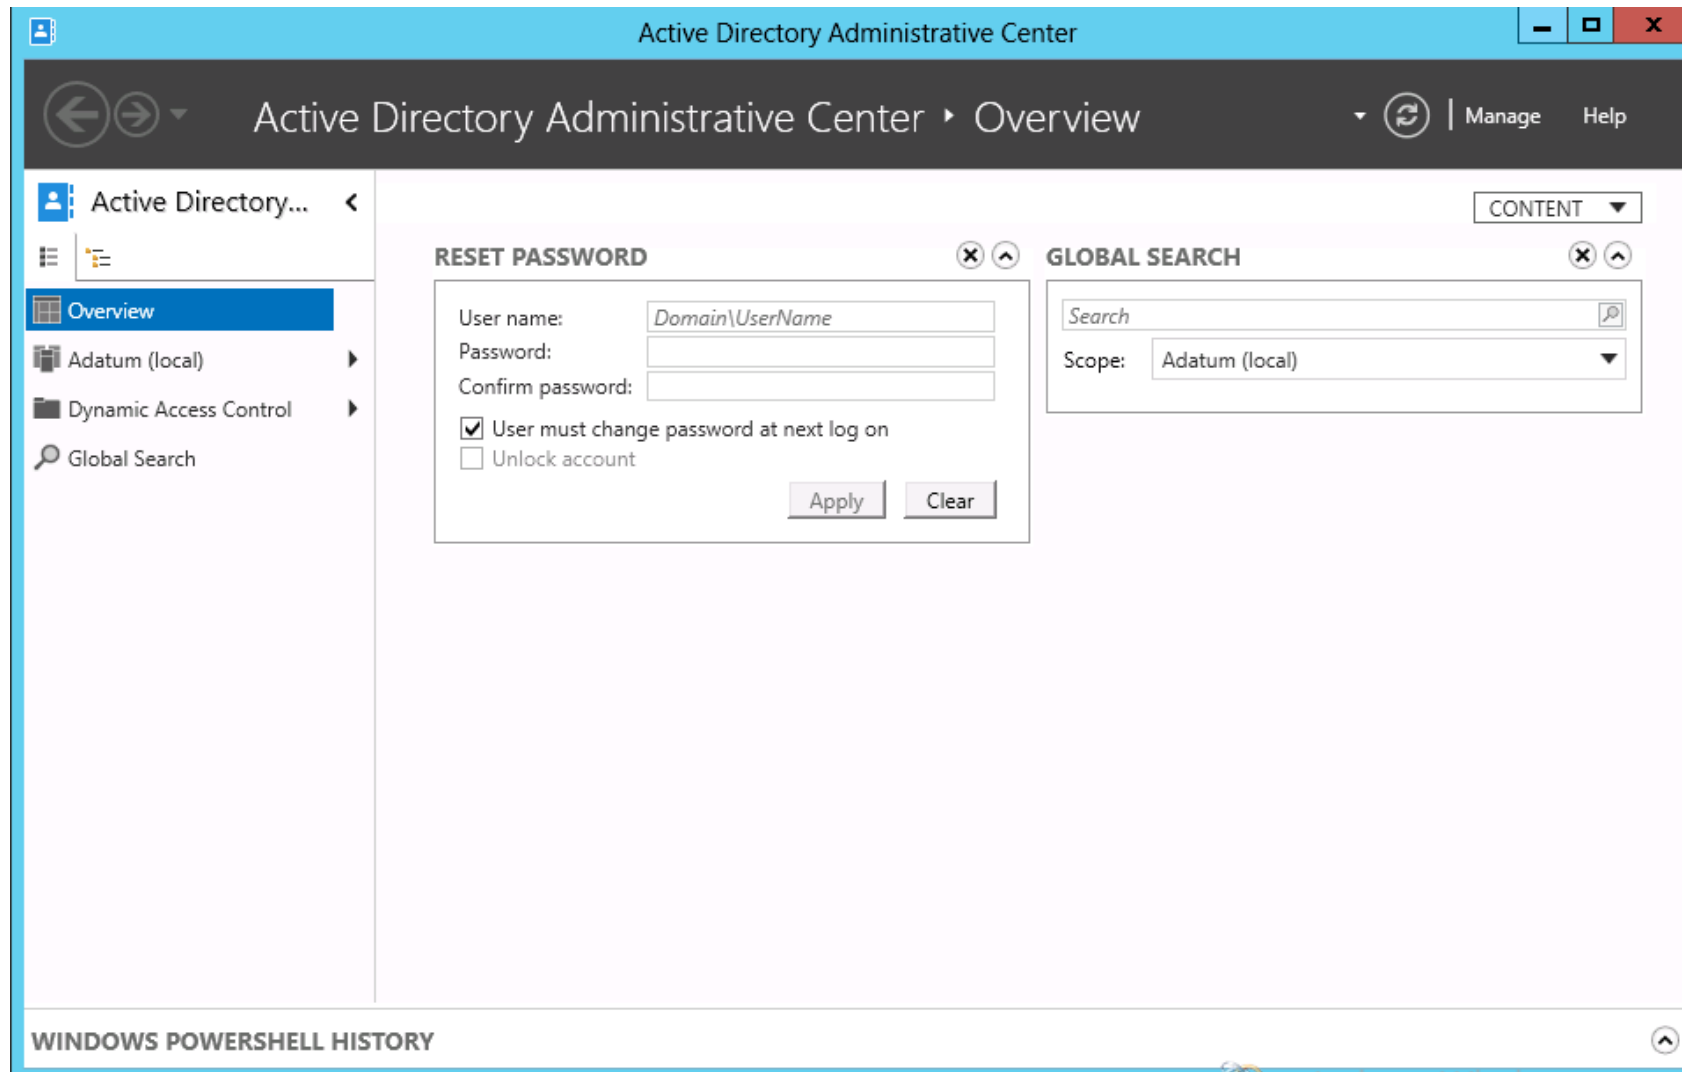 Active Directory Administrative Center
Active Directory Administrative Center ‣ Overview
Manage
Help
Active Directory...
CONTENT
Overview
Adatum (local)
Dynamic Access Control
Global Search
RESET PASSWORD
User name:
Domain\UserName
Password:
Confirm password:
User must change password at next log on
Unlock account
Apply
Clear
GLOBAL SEARCH
Search
Scope:
Adatum (local)
WINDOWS POWERSHELL HISTORY